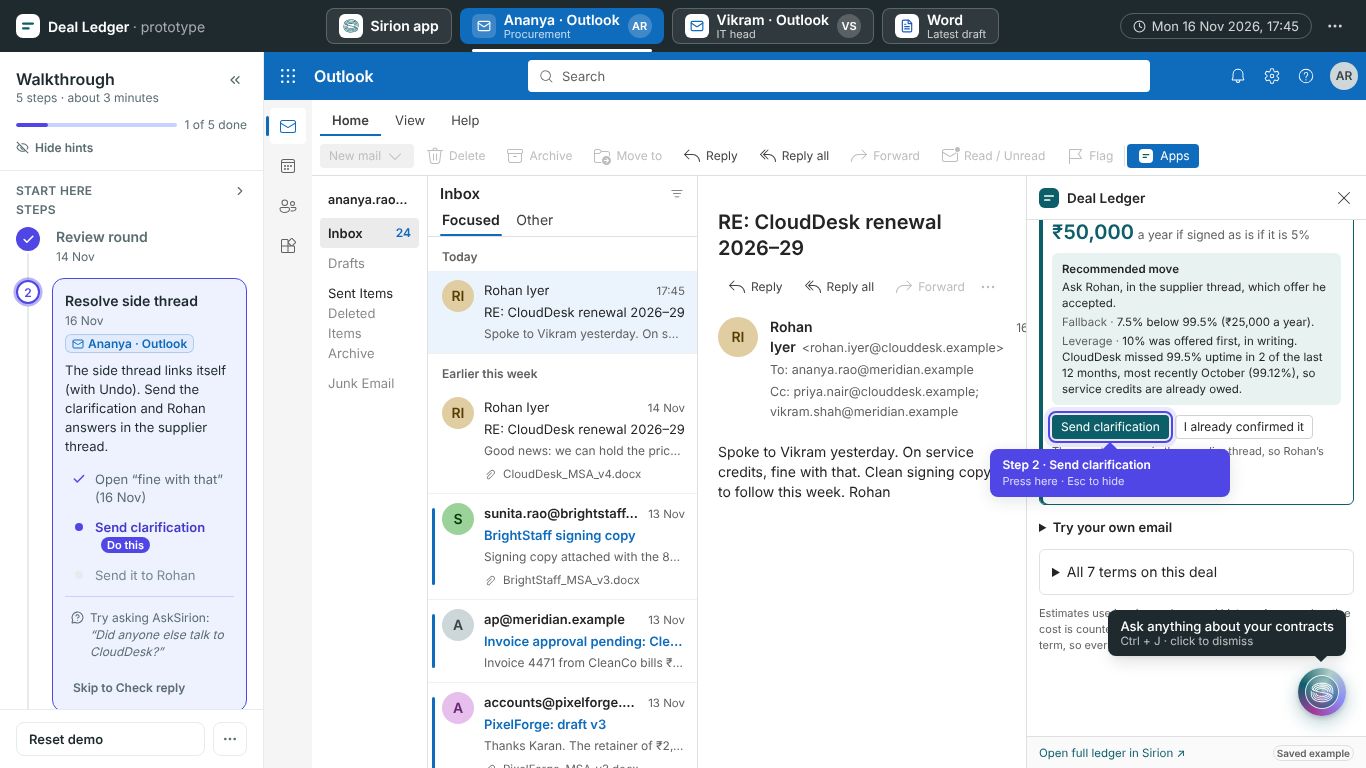 Deal Ledger · prototype
Sirion app
Ananya · Outlook
Procurement
AR
Vikram · Outlook
IT head
VS
Word
Latest draft
Mon 16 Nov 2026, 17:45
Walkthrough
5 steps · about 3 minutes
1 of 5 done
Hide hints
START HERE
STEPS
Review round
14 Nov
2
Resolve side thread
16 Nov
Ananya · Outlook
The side thread links itself
(with Undo). Send the
clarification and Rohan
answers in the supplier
thread.
Open “fine with that”
(16 Nov)
Send clarification
Do this
Send it to Rohan
Try asking AskSirion:
“Did anyone else talk to
CloudDesk?”
Skip to Check reply
Reset demo
Outlook
Search
AR
Home
View
Help
New mail
Delete
Archive
Move to
Reply
Reply all
Forward
Read / Unread
Flag
Apps
ananya.rao...
Inbox 24
Drafts
Sent Items
Deleted
Items
Archive
Junk Email
Inbox
Focused
Other
Today
RI
Rohan Iyer 17:45
RE: CloudDesk renewal 2026–29
Spoke to Vikram yesterday. On s...
Earlier this week
RI
Rohan Iyer 14 Nov
RE: CloudDesk renewal 2026–29
Good news: we can hold the pric...
CloudDesk_MSA_v4.docx
S
sunita.rao@brightstaff... 13 Nov
BrightStaff signing copy
Signing copy attached with the 8...
BrightStaff_MSA_v3.docx
A
ap@meridian.example 13 Nov
Invoice approval pending: Cle...
Invoice 4471 from CleanCo bills ₹...
A
accounts@pixelforge.... 13 Nov
PixelForge: draft v3
Thanks Karan. The retainer of ₹2,...
PixelForge_MSA_v3.docx
RE: CloudDesk renewal
2026–29
Reply
Reply all
Forward
RI
Rohan
Iyer <rohan.iyer@clouddesk.example>
16
To: ananya.rao@meridian.example
Cc: priya.nair@clouddesk.example;
vikram.shah@meridian.example
Spoke to Vikram yesterday. On service
credits, fine with that. Clean signing copy
to follow this week. Rohan
Deal Ledger
₹50,000 a year if signed as is if it is 5%
Recommended move
Ask Rohan, in the supplier thread, which offer he
accepted.
Fallback · 7.5% below 99.5% (₹25,000 a year).
Leverage · 10% was offered first, in writing.
CloudDesk missed 99.5% uptime in 2 of the last
12 months, most recently October (99.12%), so
service credits are already owed.
Send clarification
I already confirmed it
thread, so Rohan's
Step 2 · Send clarification
Press here · Esc to hide
Try your own email
All 7 terms on this deal
Estimates
cost is
term, so
Ask anything about your contracts
Ctrl + J · click to dismiss
Open full ledger in Sirion ↗
Saved example